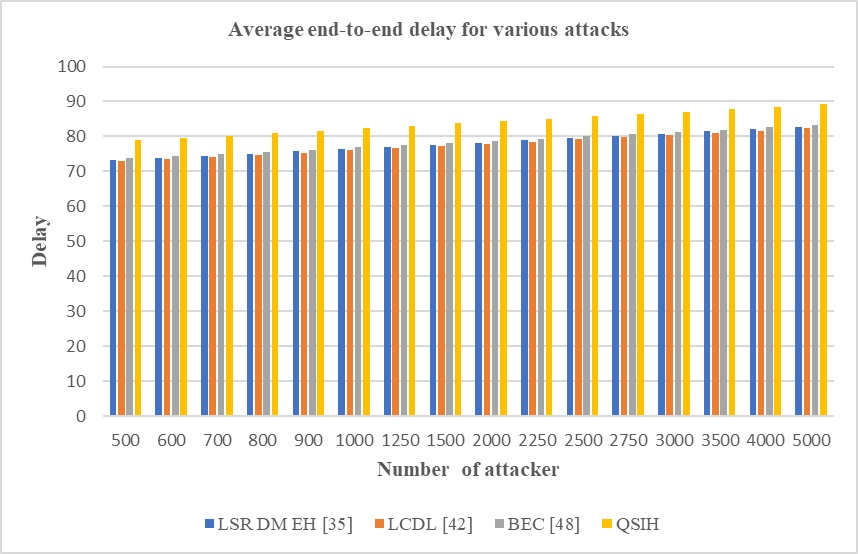 Average end-to-end delay for various attacks
100
90
80
70
60
50
40
30
20
10
0
Delay
500 600 700 800 900 1000 1250 1500 2000 2250 2500 2750 3000 3500 4000 5000
Number of attacker
LSR DM EH [35] LCDL [42] BEC [48] QSIH